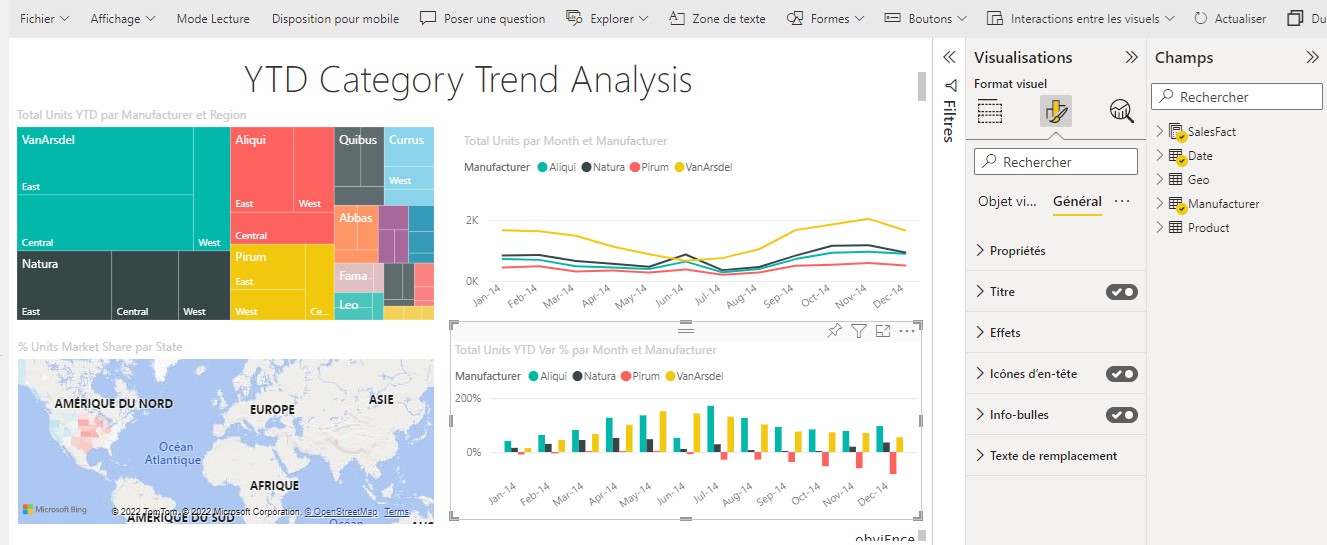 Fichier Affichage Mode Lecture Disposition pour mobile Poser une question Explorer Zone de texte Formes Boutons Interactions entre les visuels Actualiser Du
YTD Category Trend Analysis
Total Units YTD par Manufacturer et Region
VanArsdel
East
Central
West
Aliqui
East
West
Central
Quibus
Currus
West
Abbas
Natura
East
Central
West
Pirum
East
West
Ce...
Fama
Leo
Total Units par Month et Manufacturer
Manufacturer Aliqui Natura Pirum VanArsdel
2K
0K
Jan-14 Feb-14 Mar-14 Apr-14 May-14 Jun-14 Jul-14 Aug-14 Sep-14 Oct-14 Nov-14 Dec-14
% Units Market Share par State
AMÉRIQUE DU NORD
EUROPE
ASIE
Océan
Atlantique
AFRIQUE
AMÉRIQUE DU SUD
Océan
AUS
Microsoft Bing
© 2022 TomTom, © 2022 Microsoft Corporation, © OpenStreetMap Terms
Total Units YTD Var % par Month et Manufacturer
Manufacturer Aliqui Natura Pirum VanArsdel
200%
0%
Jan-14 Feb-14 Mar-14 Apr-14 May-14 Jun-14 Jul-14 Aug-14 Sep-14 Oct-14 Nov-14 Dec-14
obviEnce
Filtres
Visualisations
Format visuel
Rechercher
Objet vi... Général ...
Propriétés
Titre
Effets
Icônes d'en-tête
Info-bulles
Texte de remplacement
Champs
Rechercher
SalesFact
Date
Geo
Manufacturer
Product